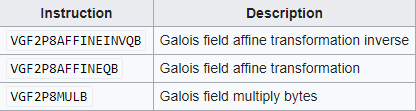 Instruction Description
VGF2P8AFFINEINVQB Galois field affine transformation inverse
VGF2P8AFFINEQB Galois field affine transformation
VGF2P8MULB Galois field multiply bytes